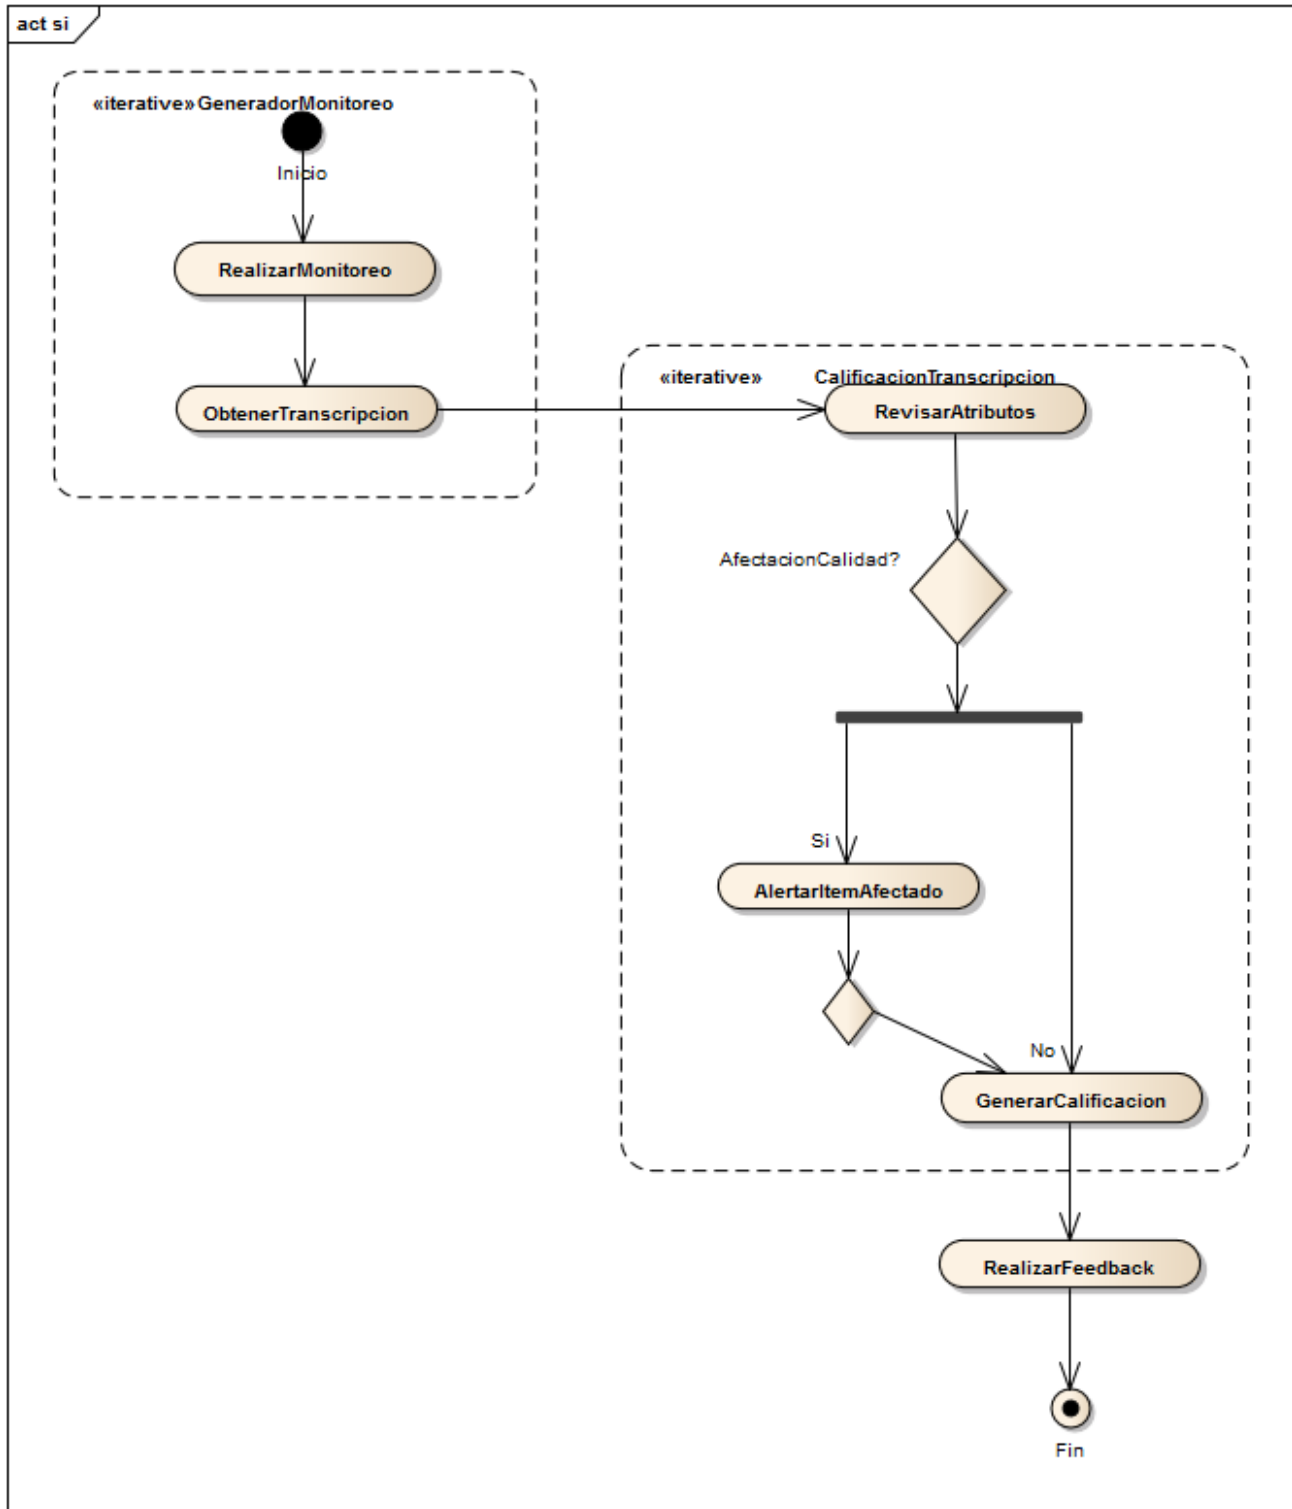 act si
«iterative» GeneradorMonitoreo
Inicio
RealizarMonitoreo
ObtenerTranscripcion
«iterative» CalificacionTranscripcion
RevisarAtributos
AfectacionCalidad?
Si
AlertarItemAfectado
No
GenerarCalificacion
RealizarFeedback
Fin